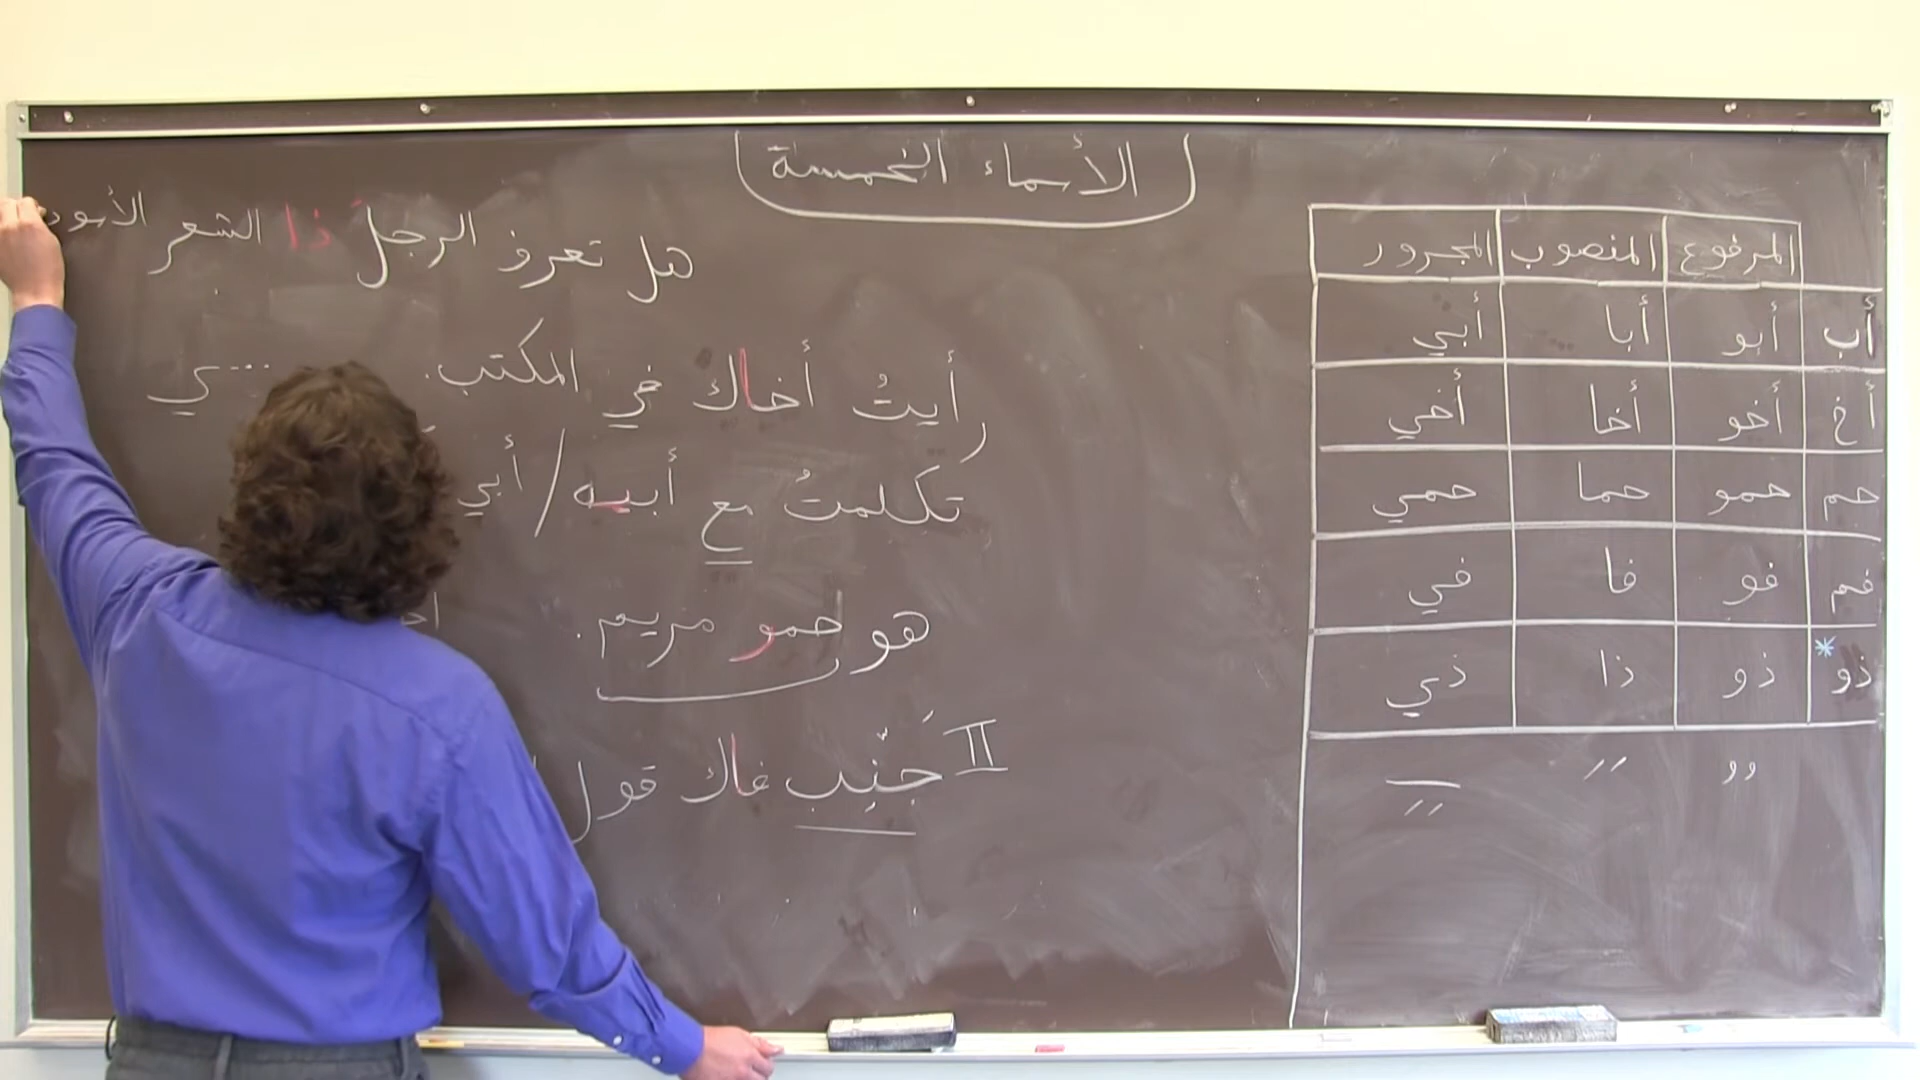 الأسماء الخمسة
المرفوع المنصوب المجرور
أب أبو أبا أبي
أخ أخو أخا أخي
حم حمو حما حمي
فم فو فا في
ذو* ذو ذا ذي
هل تعرف الرجلَ ذا الشعر الأسود
رأيتُ أخاك في المكتب. ...ي
تكلمتُ مع أبيه/أبي
هو حمو مريم.
II جَنِّب فاك قول